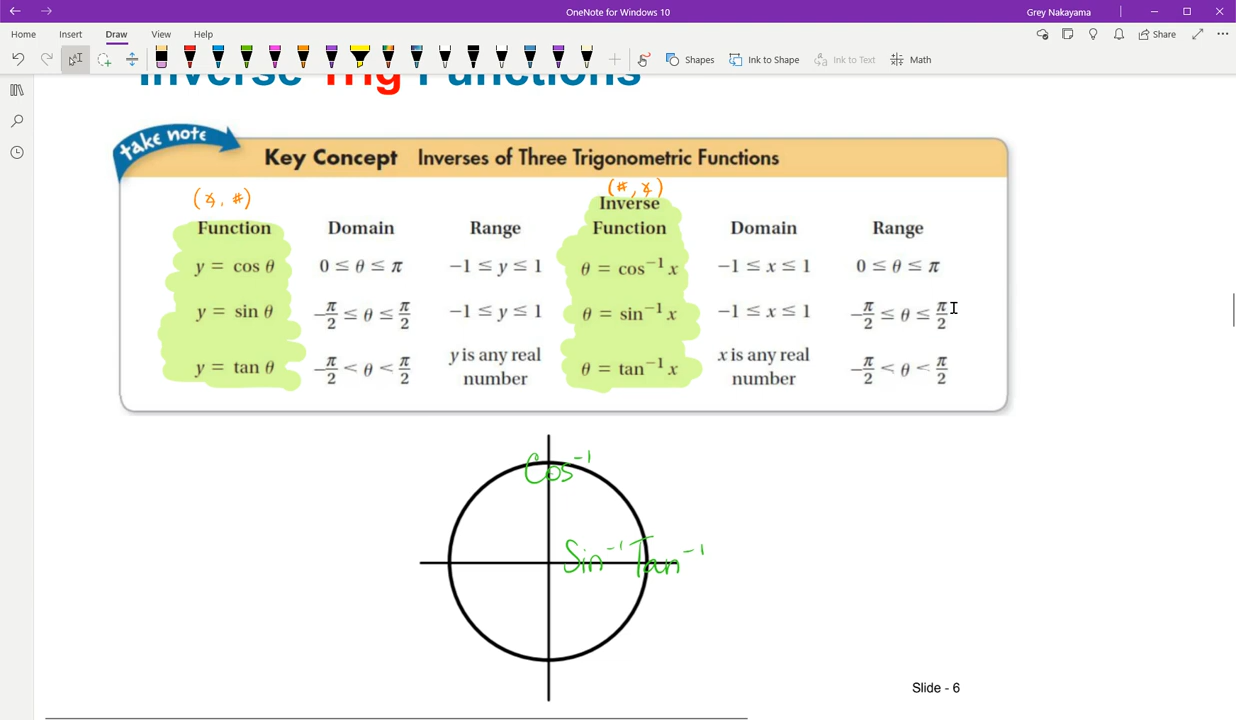 OneNote for Windows 10
Grey Nakayama
Home Insert Draw View Help
Share
Shapes Ink to Shape Ink to Text Math
Inverse Trig Functions
take note
Key Concept Inverses of Three Trigonometric Functions
(∡, #) (#, ∡)
Inverse
Function Domain Range Function Domain Range
y = cos θ 0 ≤ θ ≤ π −1 ≤ y ≤ 1 θ = cos⁻¹ x −1 ≤ x ≤ 1 0 ≤ θ ≤ π
y = sin θ −π/2 ≤ θ ≤ π/2 −1 ≤ y ≤ 1 θ = sin⁻¹ x −1 ≤ x ≤ 1 −π/2 ≤ θ ≤ π/2
y = tan θ −π/2 < θ < π/2 y is any real number θ = tan⁻¹ x x is any real number −π/2 < θ < π/2
Cos⁻¹
Sin⁻¹ Tan⁻¹
Slide - 6